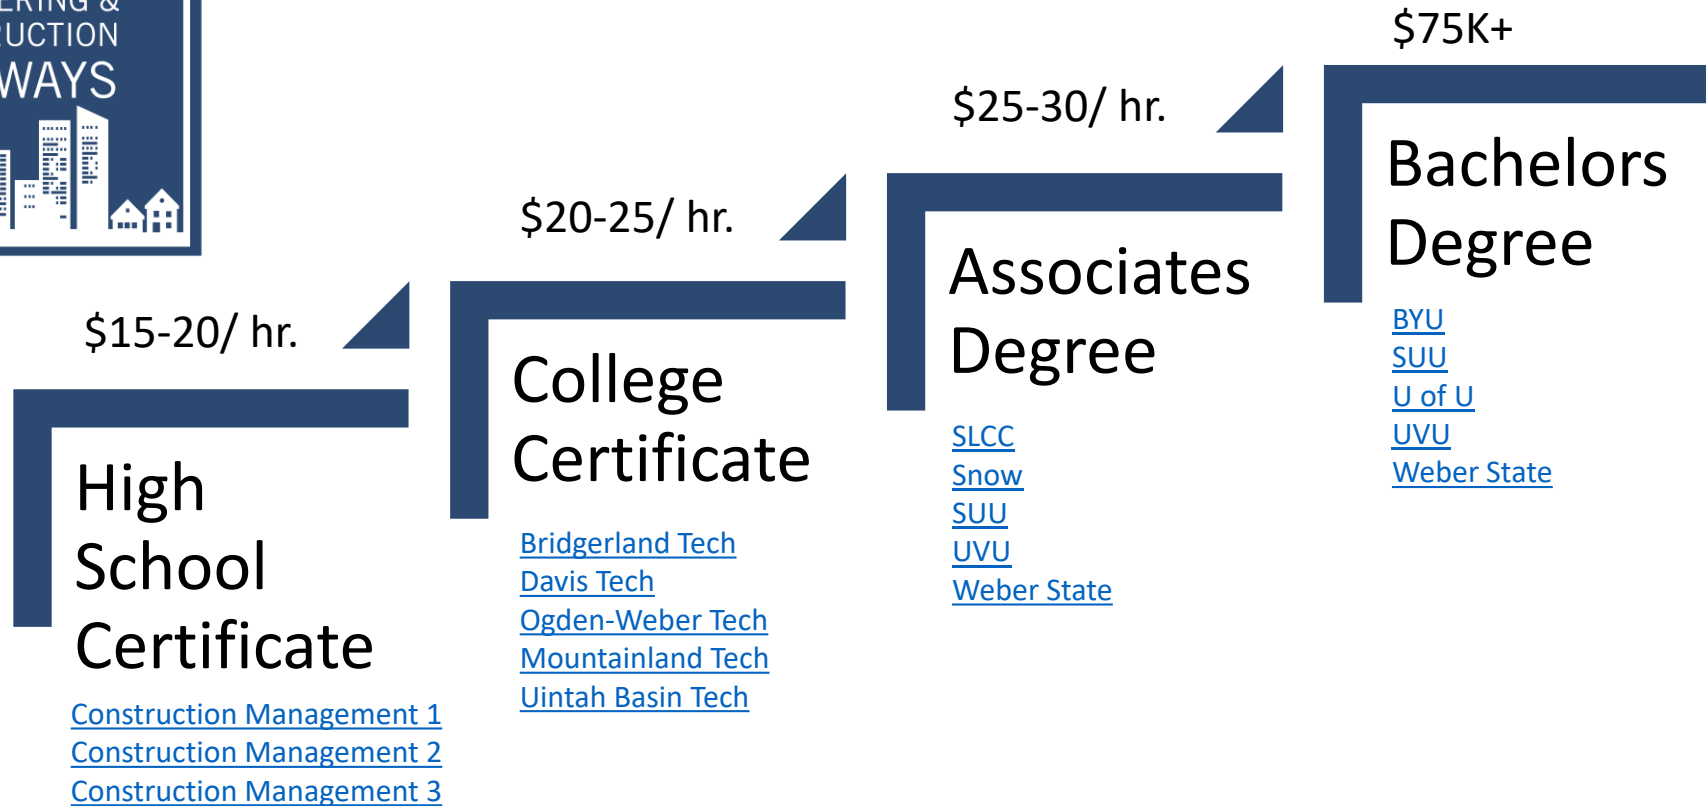 &
$15-20/ hr.
High
School
Certificate
Construction Management 1
Construction Management 2
Construction Management 3
$20-25/ hr.
College
Certificate
Bridgerland Tech
Davis Tech
Ogden-Weber Tech
Mountainland Tech
Uintah Basin Tech
$25-30/ hr.
Associates
Degree
SLCC
Snow
SUU
UVU
Weber State
$75K+
Bachelors
Degree
BYU
SUU
U of U
UVU
Weber State